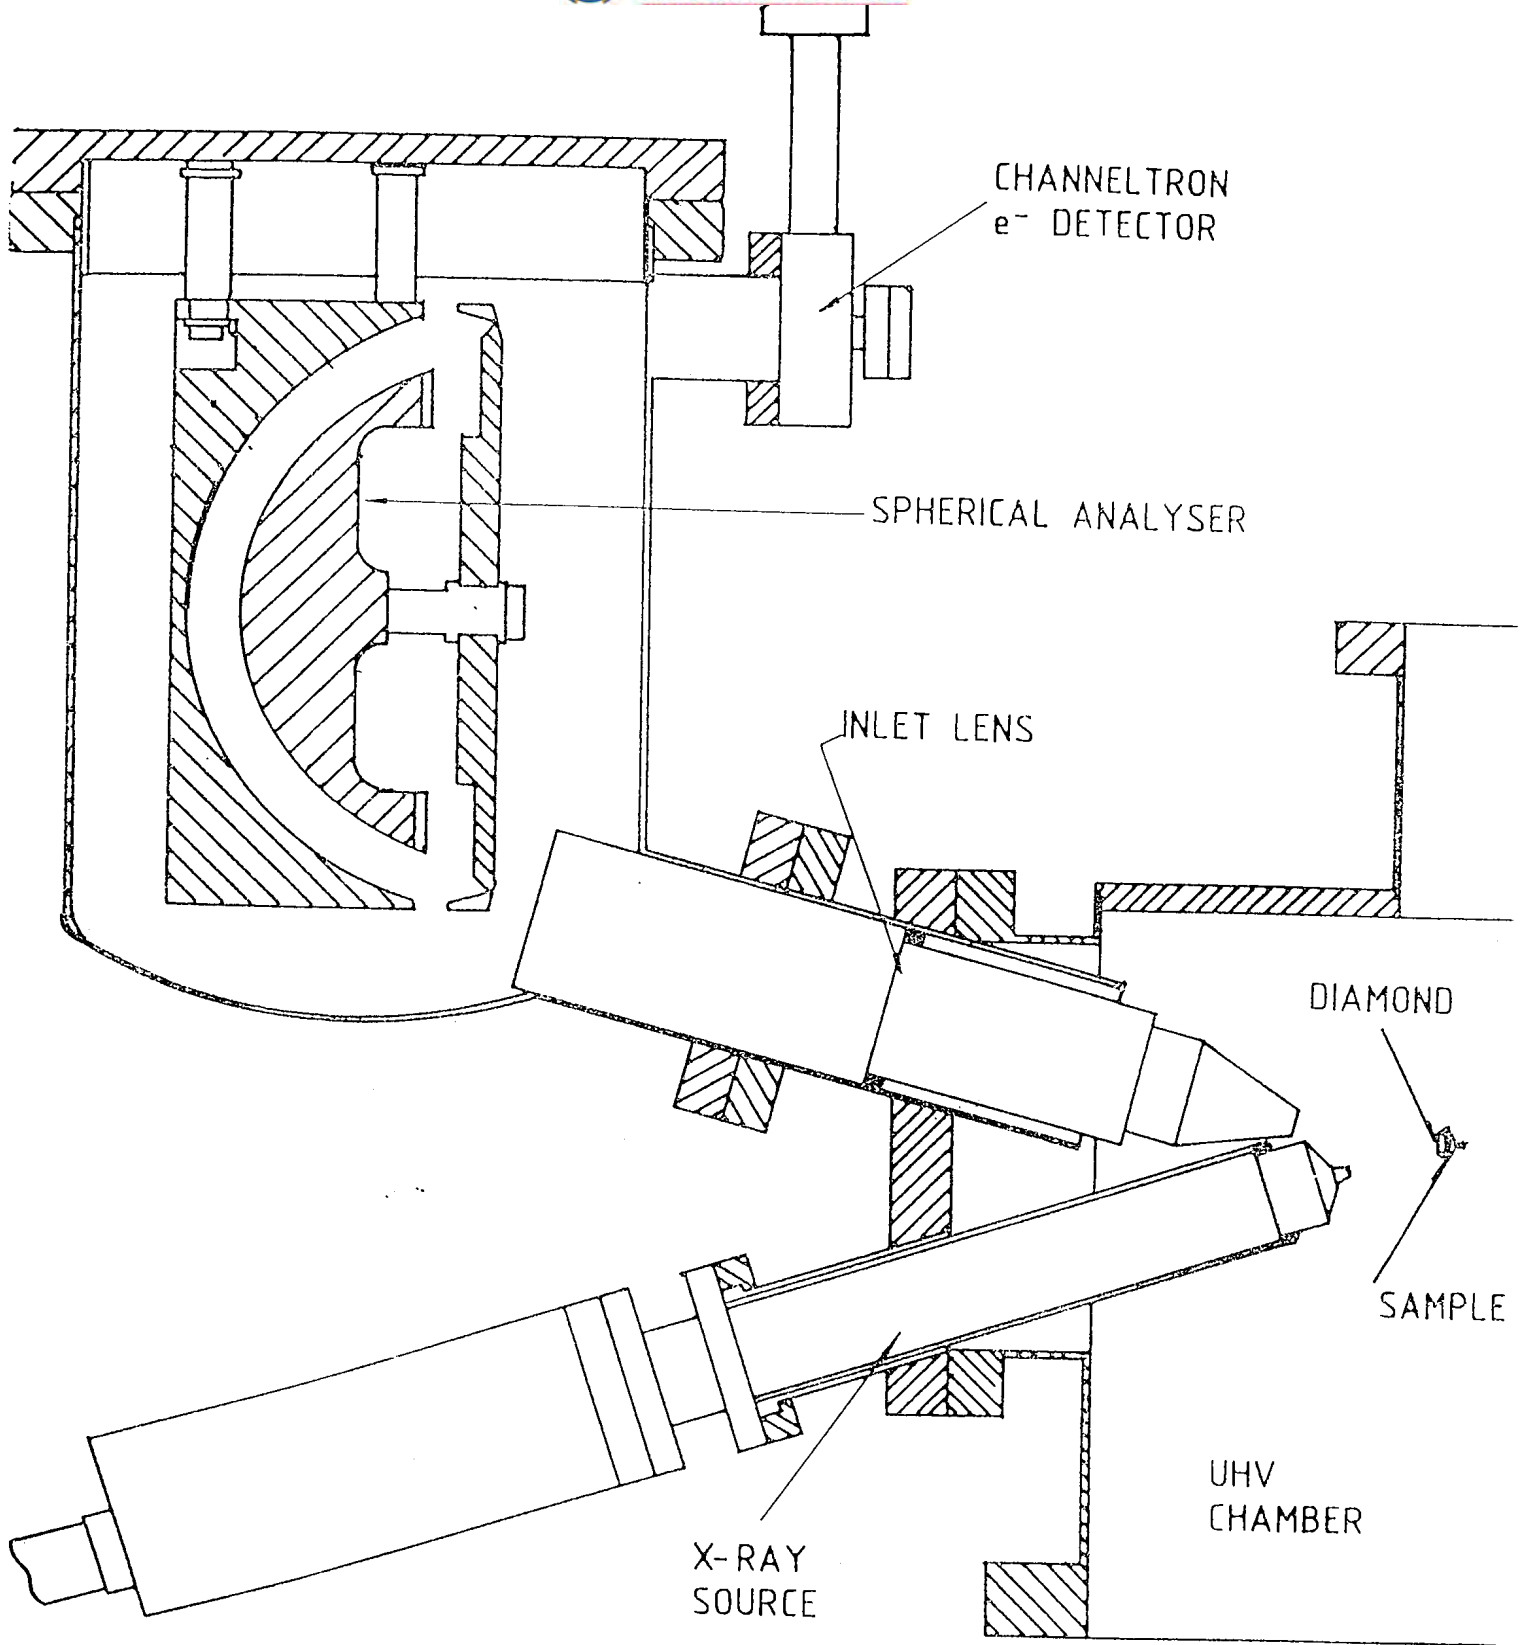 CHANNELTRON
e⁻ DETECTOR
SPHERICAL ANALYSER
INLET LENS
DIAMOND
SAMPLE
UHV
CHAMBER
X-RAY
SOURCE